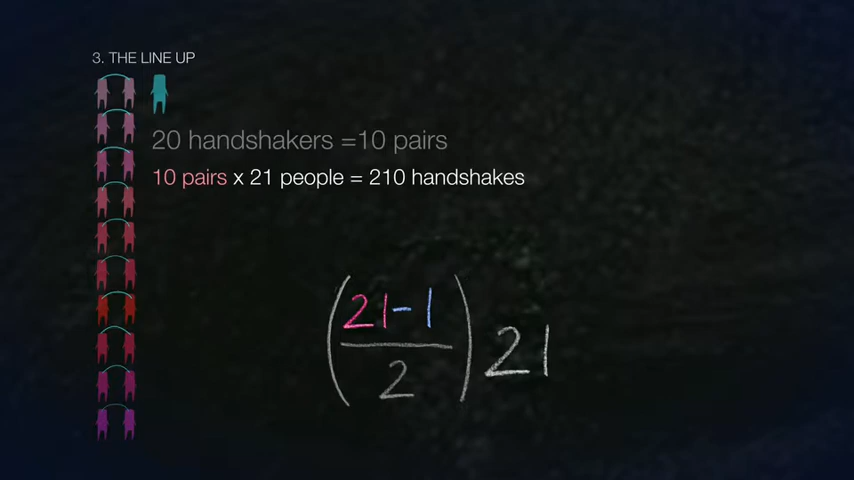 3. THE LINE UP
20 handshakers =10 pairs
10 pairs x 21 people = 210 handshakes
(21-1
2) 21